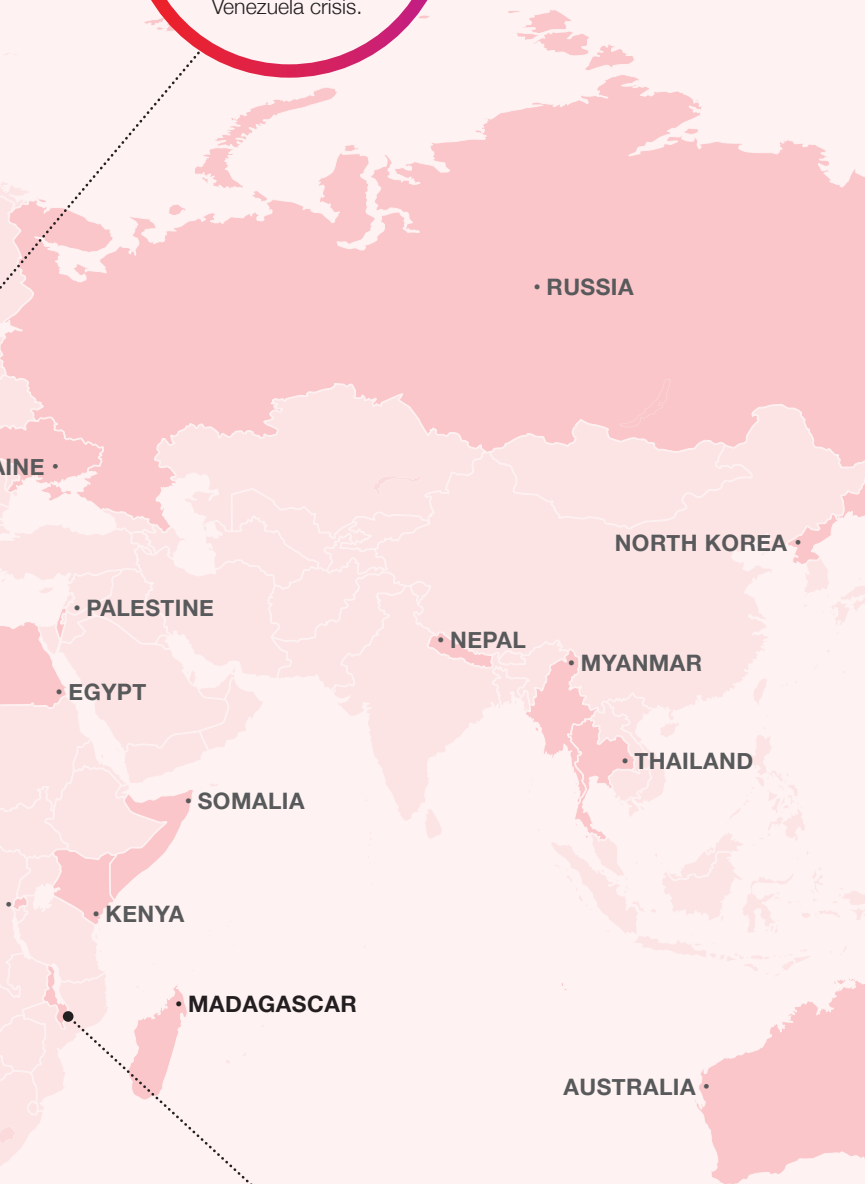 Venezuela crisis.
RUSSIA
AINE
NORTH KOREA
PALESTINE
NEPAL
MYANMAR
EGYPT
THAILAND
SOMALIA
KENYA
MADAGASCAR
AUSTRALIA